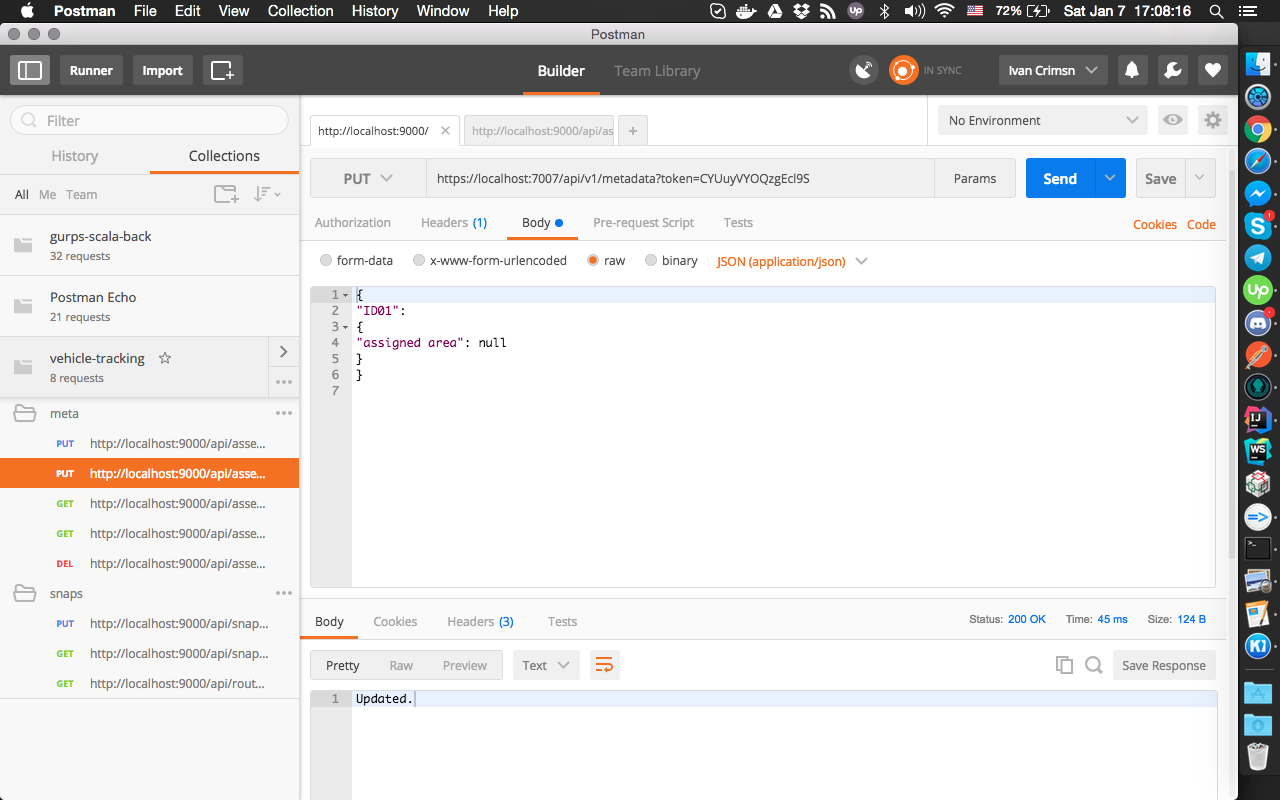 Postman File Edit View Collection History Window Help 72% Sat Jan 7 17:08:16
Postman
Runner Import Builder Team Library IN SYNC Ivan Crimsn
Filter
http://localhost:9000/ http://localhost:9000/api/as + No Environment
History Collections
All Me Team
PUT https://localhost:7007/api/v1/metadata?token=CYUuyVYOQzgEcl9S Params Send Save
Authorization Headers (1) Body Pre-request Script Tests Cookies Code
form-data x-www-form-urlencoded raw binary JSON (application/json)
gurps-scala-back
32 requests
Postman Echo
21 requests
vehicle-tracking
8 requests
meta
PUT http://localhost:9000/api/asse...
PUT http://localhost:9000/api/asse...
GET http://localhost:9000/api/asse...
GET http://localhost:9000/api/asse...
DEL http://localhost:9000/api/asse...
snaps
PUT http://localhost:9000/api/snap...
GET http://localhost:9000/api/snap...
GET http://localhost:9000/api/rout...
1 {
2 "ID01":
3 {
4 "assigned area": null
5 }
6 }
7
Body Cookies Headers (3) Tests Status: 200 OK Time: 45 ms Size: 124 B
Pretty Raw Preview Text Save Response
1 Updated.